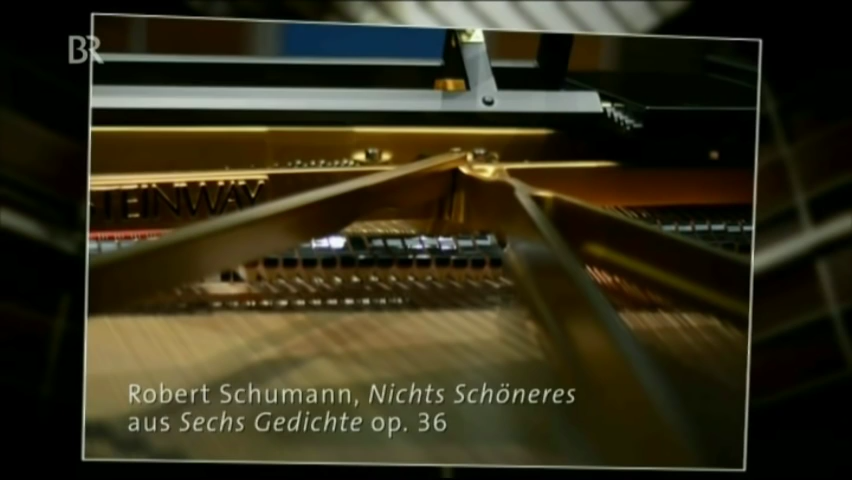 BR
STEINWAY
Robert Schumann, Nichts Schöneres
aus Sechs Gedichte op. 36